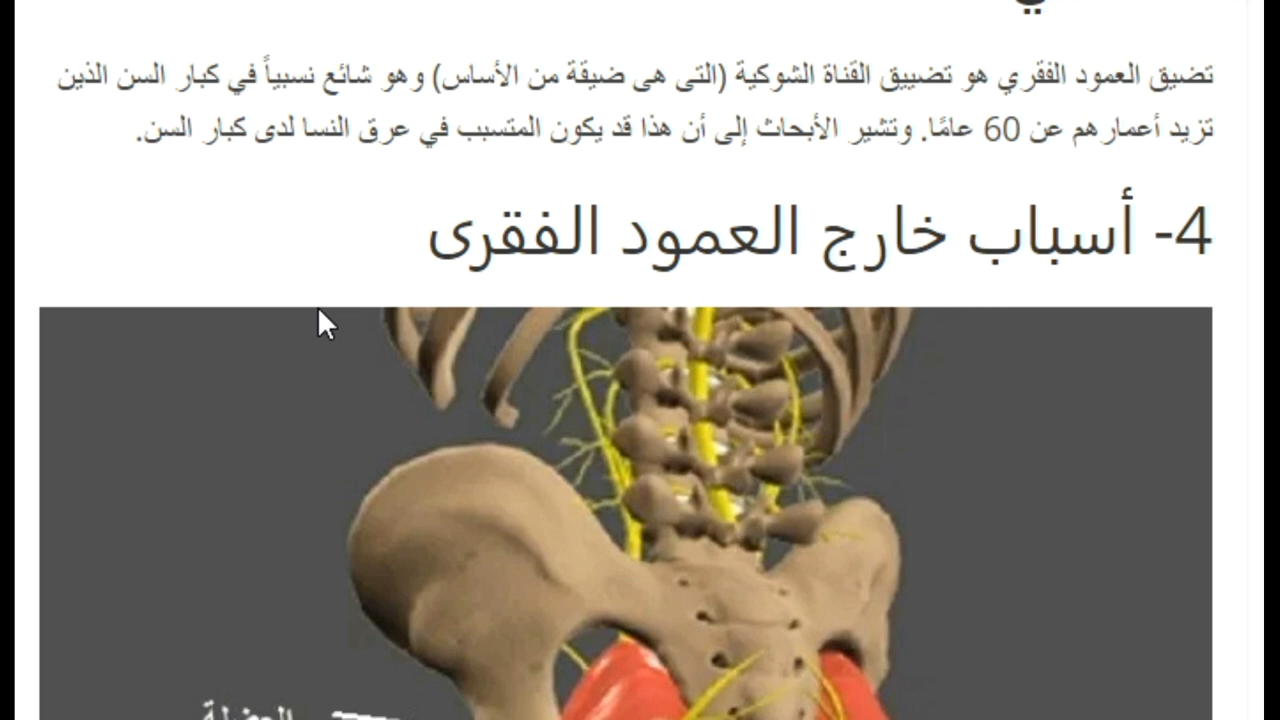 تضيق العمود الفقري هو تضييق القناة الشوكية (التى هى ضيقة من الأساس) وهو شائع نسبياً في كبار السن الذين
تزيد أعمارهم عن 60 عامًا. وتشير الأبحاث إلى أن هذا قد يكون المتسبب في عرق النسا لدى كبار السن.
4- أسباب خارج العمود الفقرى
العضلة